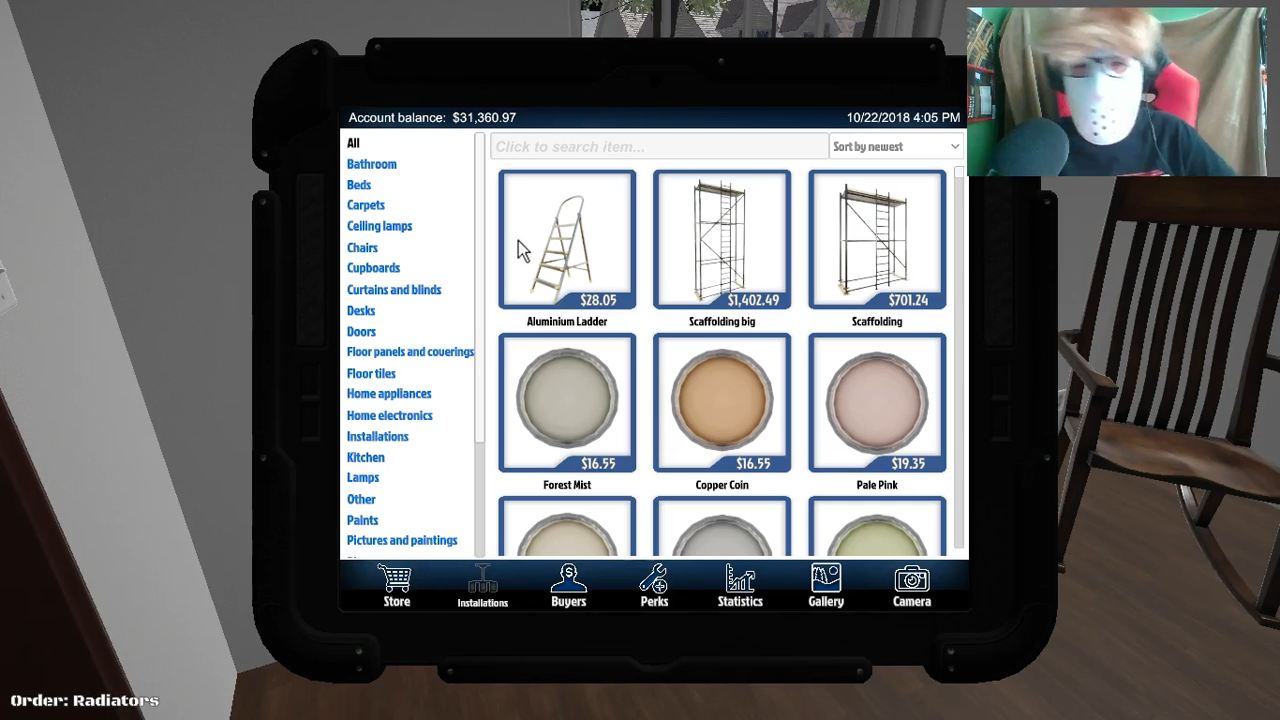 Account balance: $31,360.97
10/22/2018 4:05 PM
All
Bathroom
Beds
Carpets
Ceiling lamps
Chairs
Cupboards
Curtains and blinds
Desks
Doors
Floor panels and coverings
Floor tiles
Home appliances
Home electronics
Installations
Kitchen
Lamps
Other
Paints
Pictures and paintings
Click to search item...
Sort by newest
$28.05
$1,402.49
$701.24
Aluminium Ladder
Scaffolding big
Scaffolding
$16.55
$16.55
$19.35
Forest Mist
Copper Coin
Pale Pink
Store
Installations
Buyers
Perks
Statistics
Gallery
Camera
Order: Radiators